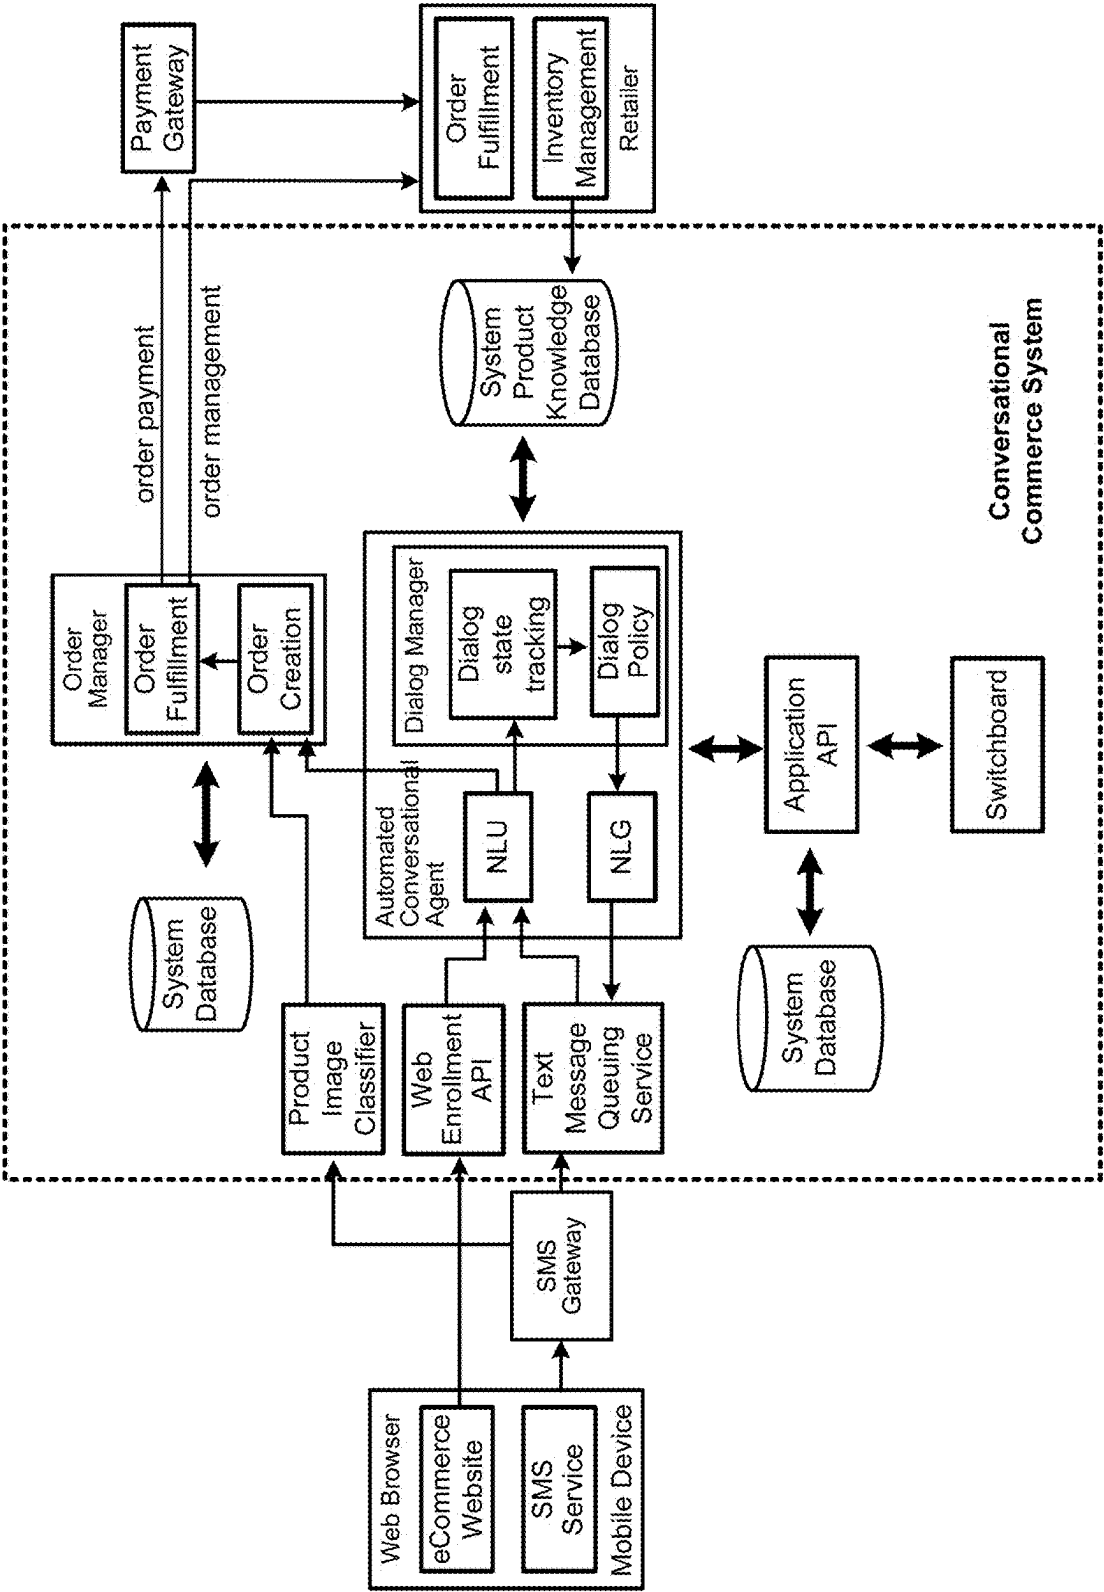 Web Browser
eCommerce
Website
SMS
Service
Mobile Device
SMS
Gateway
Product
Image
Classifier
Web
Enrollment
API
Text
Message
Queuing
Service
System
Database
System
Database
Automated
Conversational
Agent
NLU
NLG
Dialog Manager
Dialog
state
tracking
Dialog
Policy
Order
Manager
Order
Fulfillment
Order
Creation
Application
API
Switchboard
order payment
order management
System
Product
Knowledge
Database
Conversational
Commerce System
Payment
Gateway
Order
Fulfillment
Inventory
Management
Retailer